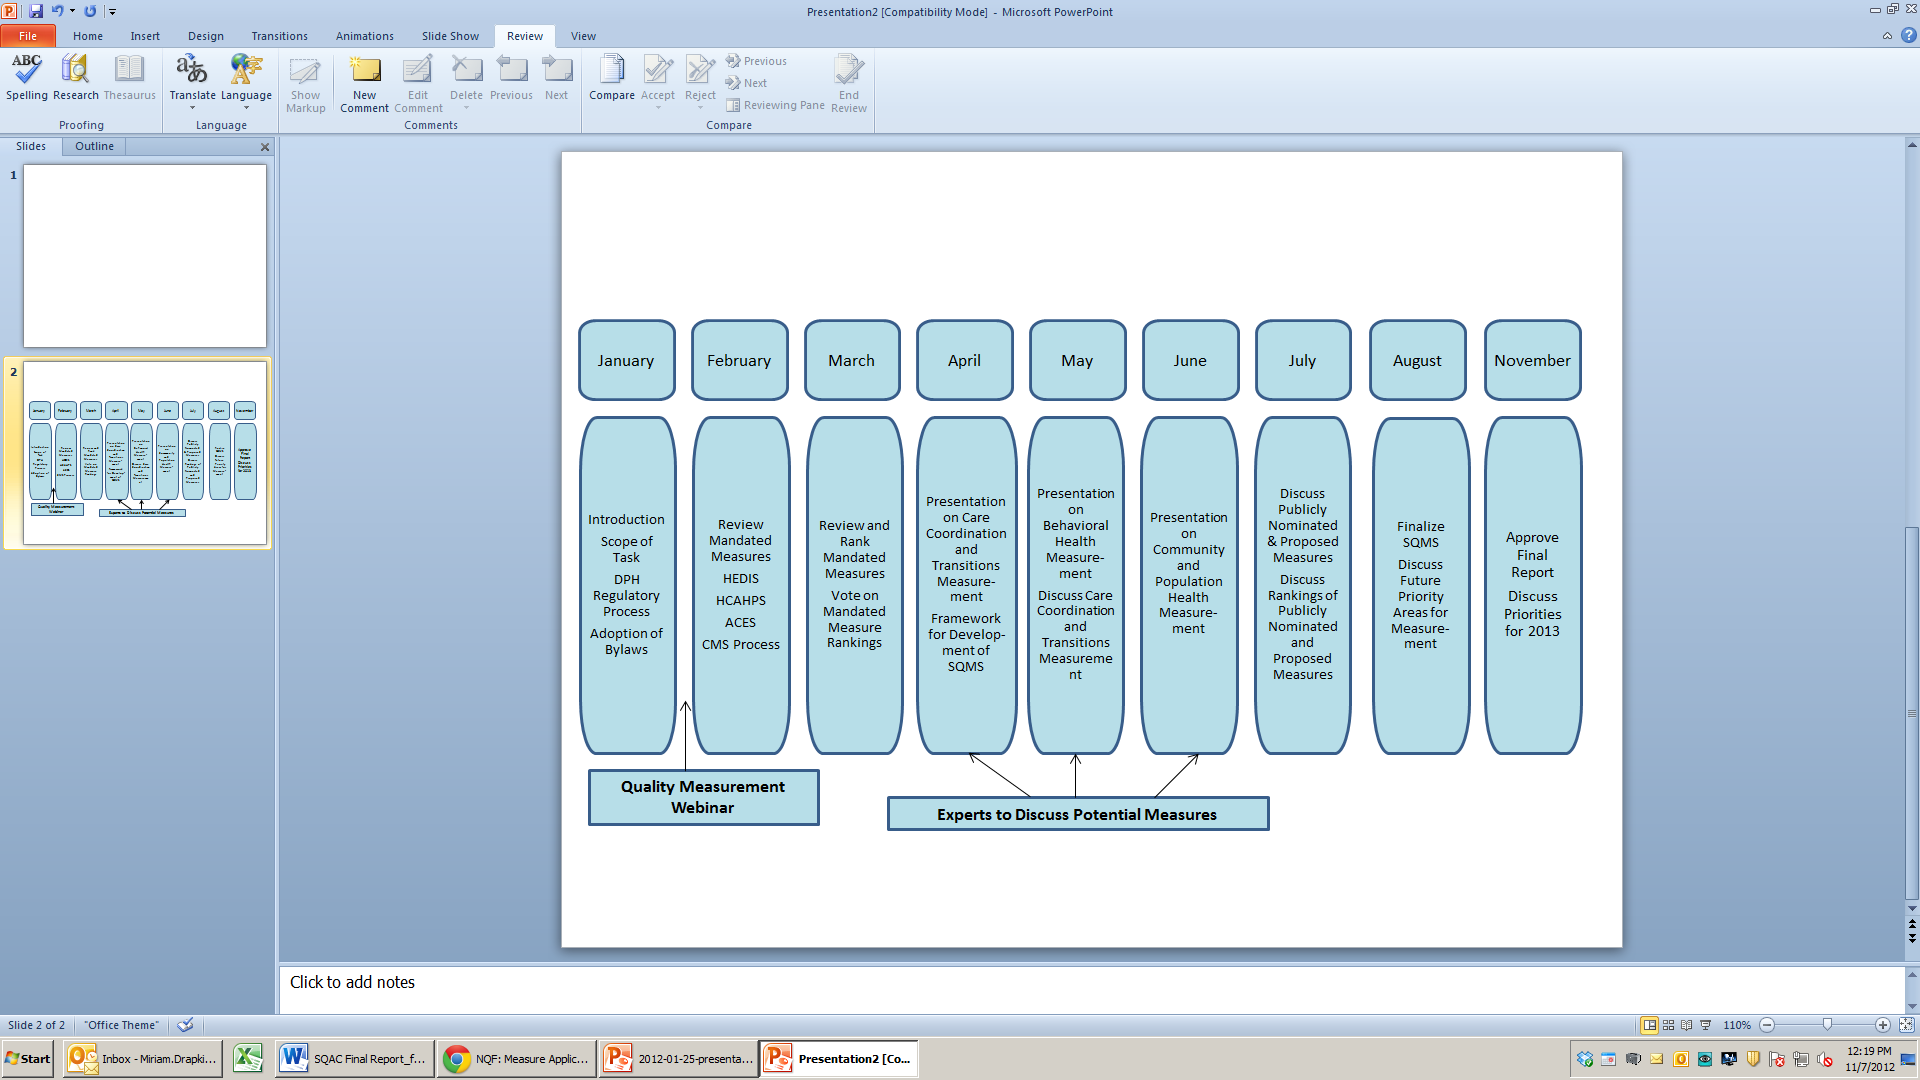 Presentation2 [Compatibility Mode] - Microsoft PowerPoint
File Home Insert Design Transitions Animations Slide Show Review View
ABC
Spelling Research Thesaurus Translate Language Show Markup New Comment Edit Comment Delete Previous Next Compare Accept Reject Previous Next Reviewing Pane End Review
Proofing Language Comments Compare
Slides Outline
1
2
January February March April May June July August November
Introduction
Scope of
Task
DPH
Regulatory
Process
Adoption of
Bylaws
Review
Mandated
Measures
HEDIS
HCAHPS
ACES
CMS Process
Review and
Rank
Mandated
Measures
Vote on
Mandated
Measure
Rankings
Presentation
on Care
Coordination
and
Transitions
Measure-
ment
Framework
for Develop-
ment of
SQMS
Presentation
on
Behavioral
Health
Measure-
ment
Discuss Care
Coordination
and
Transitions
Measureme
nt
Presentation
on
Community
and
Population
Health
Measure-
ment
Discuss
Publicly
Nominated
& Proposed
Measures
Discuss
Rankings of
Publicly
Nominated
and
Proposed
Measures
Finalize
SQMS
Discuss
Future
Priority
Areas for
Measure-
ment
Approve
Final
Report
Discuss
Priorities
for 2013
Quality Measurement
Webinar
Experts to Discuss Potential Measures
Click to add notes
Slide 2 of 2 "Office Theme" 110%
Start Inbox - Miriam.Drapki... SQAC Final Report_f... NQF: Measure Applic... 2012-01-25-presenta... Presentation2 [Co...
12:19 PM
11/7/2012